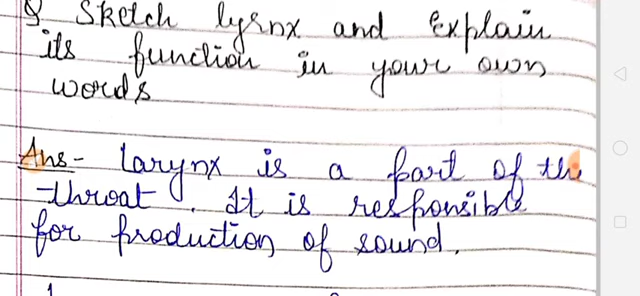 Q Sketch lyrnx and Explain
its function in your own
words
Ans- Larynx is a part of the
throat. It is responsible
for production of sound.